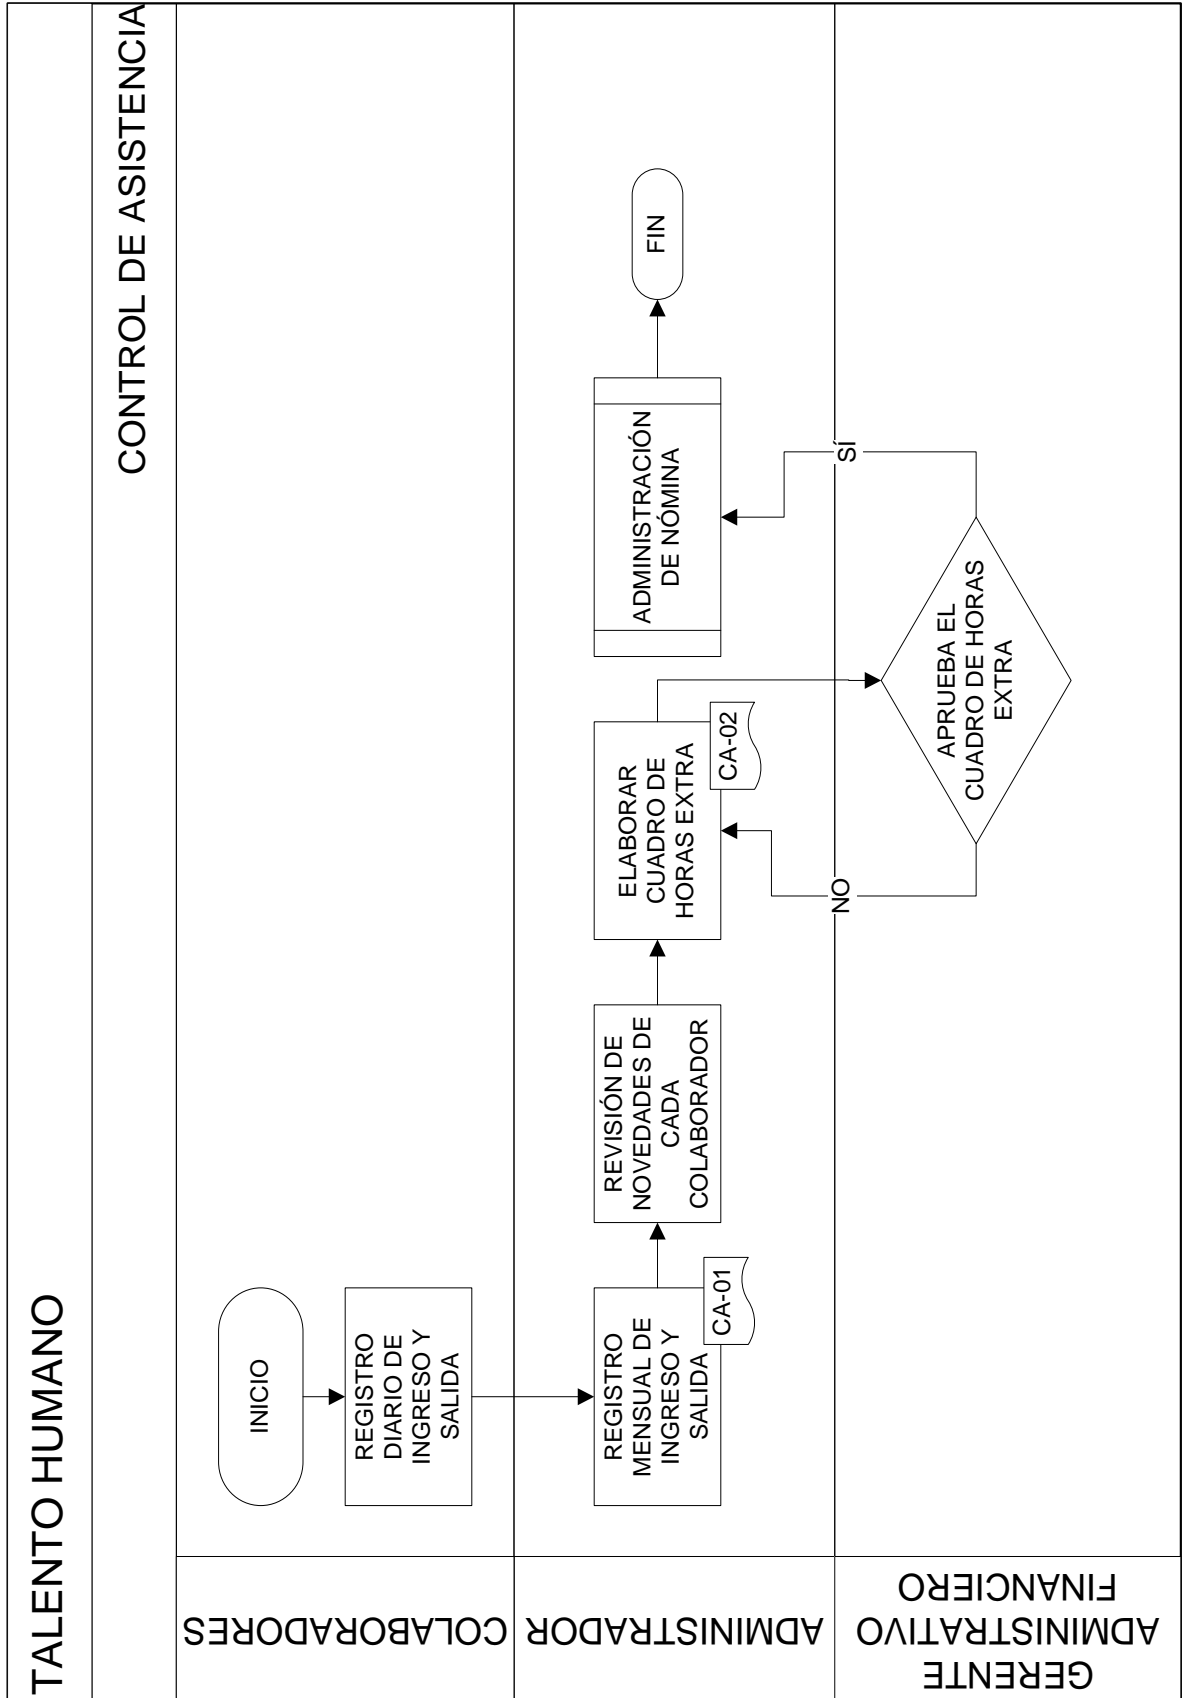 TALENTO HUMANO
CONTROL DE ASISTENCIA
COLABORADORES
INICIO
REGISTRO
DIARIO DE
INGRESO Y
SALIDA
ADMINISTRADOR
REGISTRO
MENSUAL DE
INGRESO Y
SALIDA
CA-01
REVISIÓN DE
NOVEDADES DE
CADA
COLABORADOR
ELABORAR
CUADRO DE
HORAS EXTRA
CA-02
ADMINISTRACIÓN
DE NÓMINA
FIN
GERENTE
ADMINISTRATIVO
FINANCIERO
NO
APRUEBA EL
CUADRO DE HORAS
EXTRA
SÍ